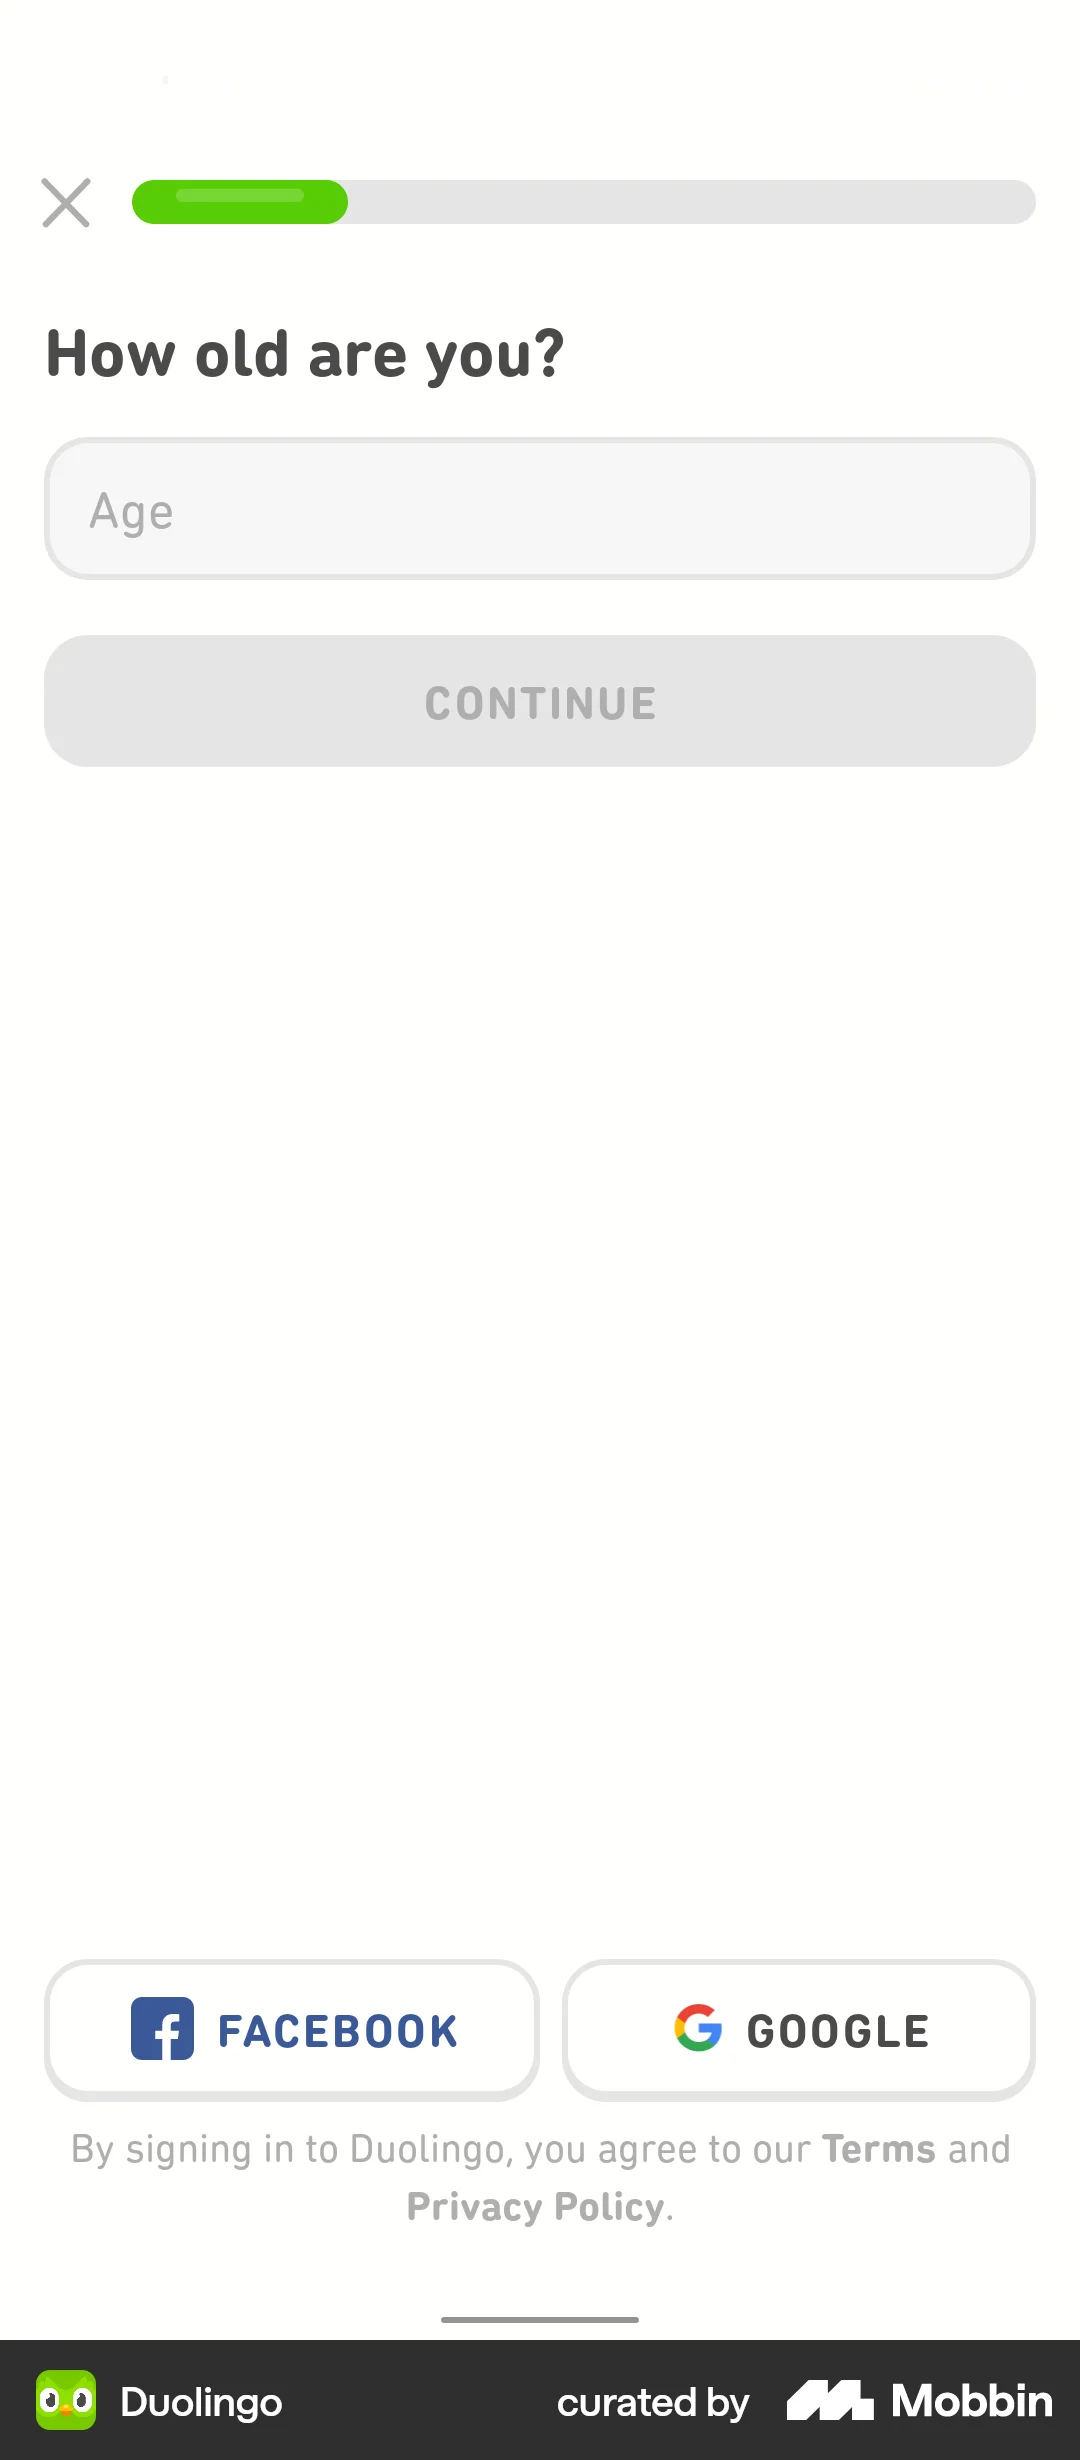 How old are you?
Age
CONTINUE
FACEBOOK
GOOGLE
By signing in to Duolingo, you agree to our Terms and
Privacy Policy.
Duolingo
curated by Mobbin